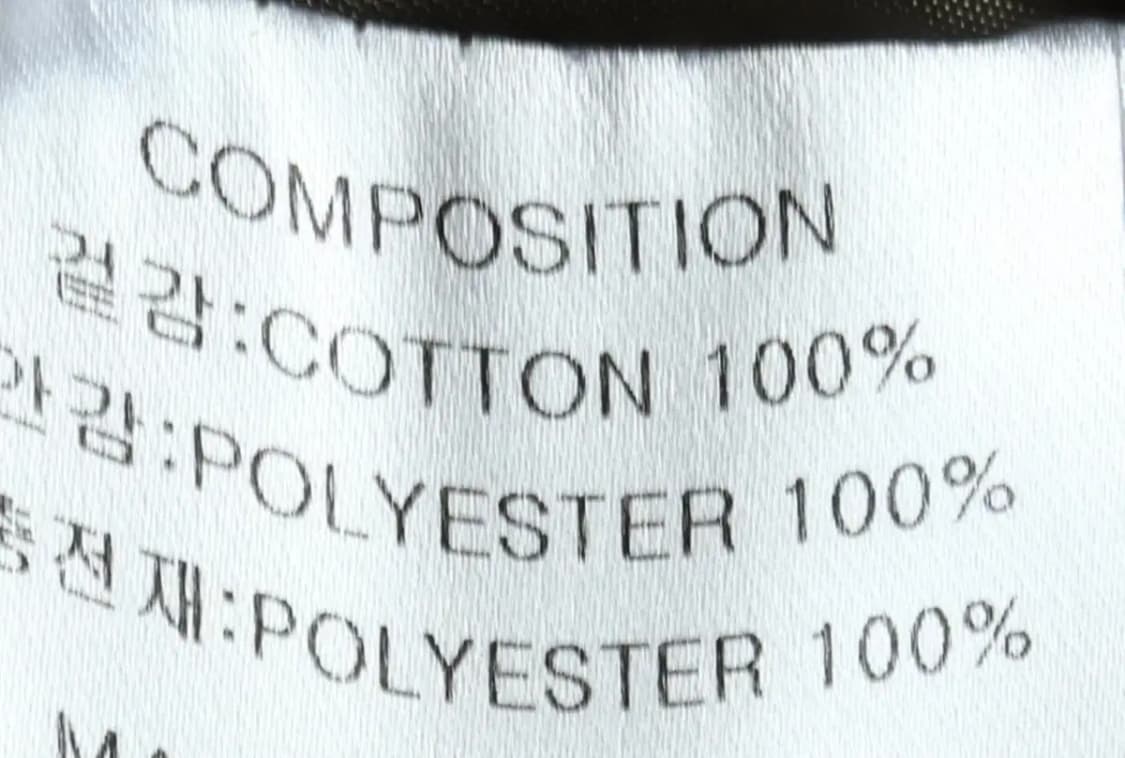 COMPOSITION
겉감:COTTON 100%
안감:POLYESTER 100%
충전재:POLYESTER 100%